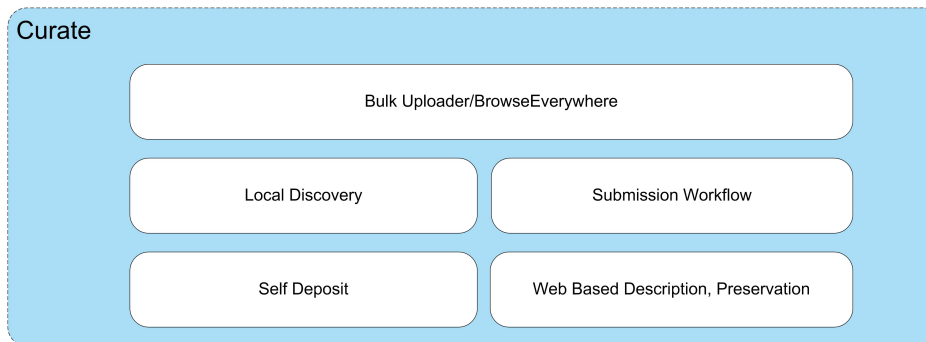 Curate
Bulk Uploader/BrowseEverywhere
Local Discovery
Submission Workflow
Self Deposit
Web Based Description, Preservation